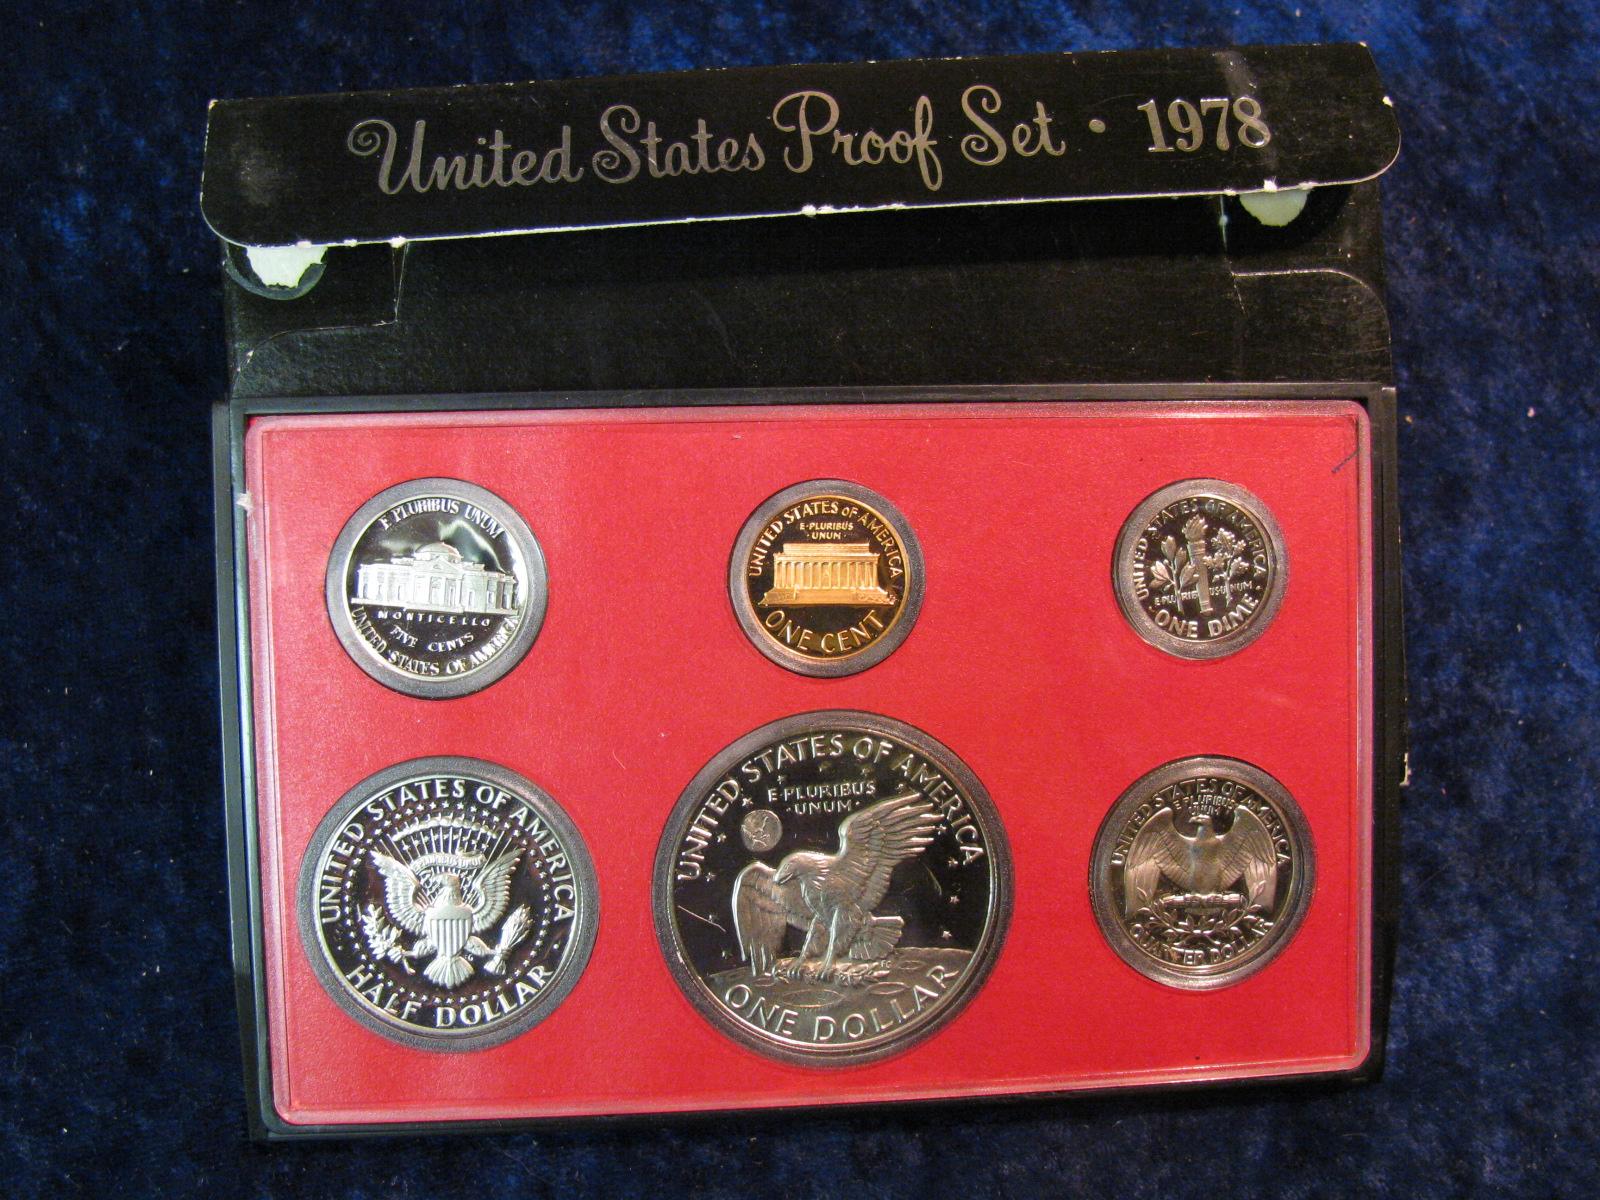 United States Proof Set • 1978
E PLURIBUS UNUM
MONTICELLO
FIVE CENTS
UNITED STATES OF AMERICA
UNITED STATES OF AMERICA
E·PLURIBUS
·UNUM·
ONE CENT
UNITED STATES OF AMERICA
E PLURIBUS UNUM
·ONE DIME·
UNITED STATES OF AMERICA
E PLURIBUS UNUM
HALF DOLLAR
UNITED STATES OF AMERICA
E·PLURIBUS
·UNUM·
ONE DOLLAR
UNITED STATES OF AMERICA
E PLURIBUS
UNUM
QUARTER DOLLAR